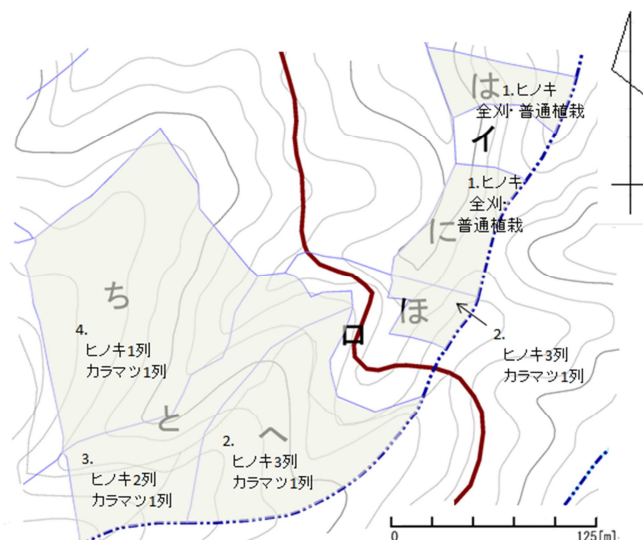 は
1.ヒノキ
全刈・普通植栽
イ
1.ヒノキ
全刈・
普通植栽
に
ほ
ち
ロ
2.
ヒノキ3列
カラマツ1列
4.
ヒノキ1列
カラマツ1列
と
へ
2.
ヒノキ3列
カラマツ1列
3.
ヒノキ2列
カラマツ1列
0
125[m]